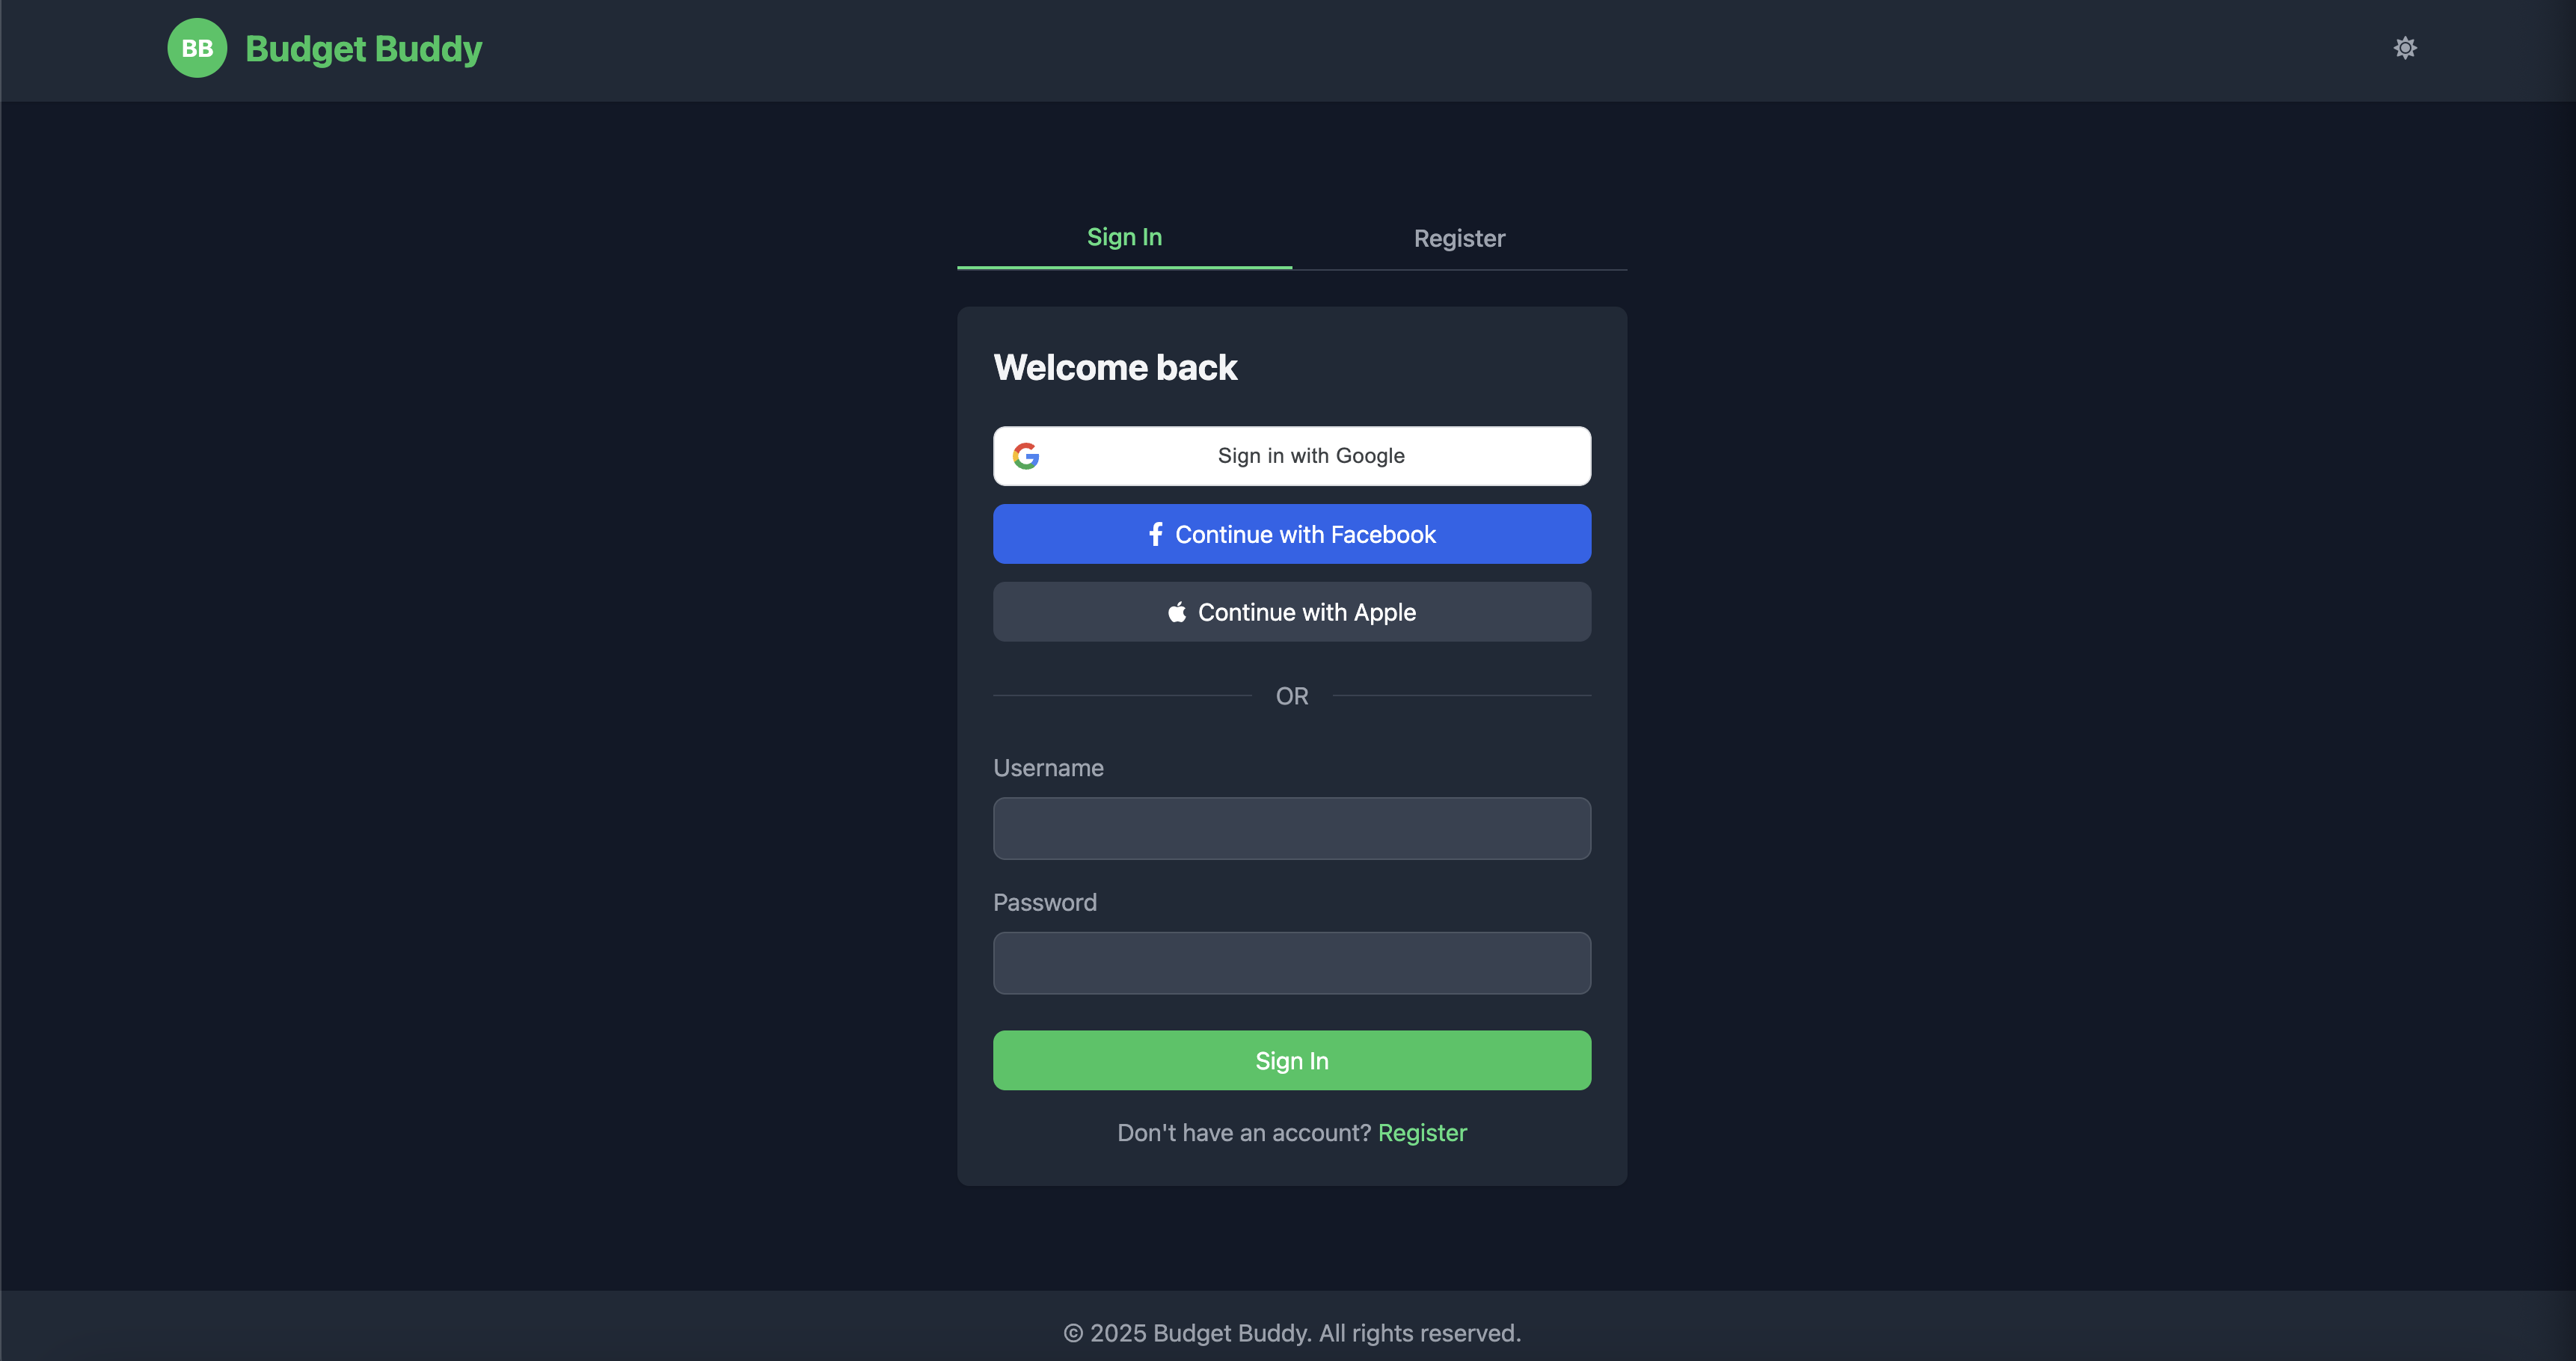 BB Budget Buddy
Sign In
Register
Welcome back
Sign in with Google
Continue with Facebook
Continue with Apple
OR
Username
Password
Sign In
Don't have an account? Register
© 2025 Budget Buddy. All rights reserved.